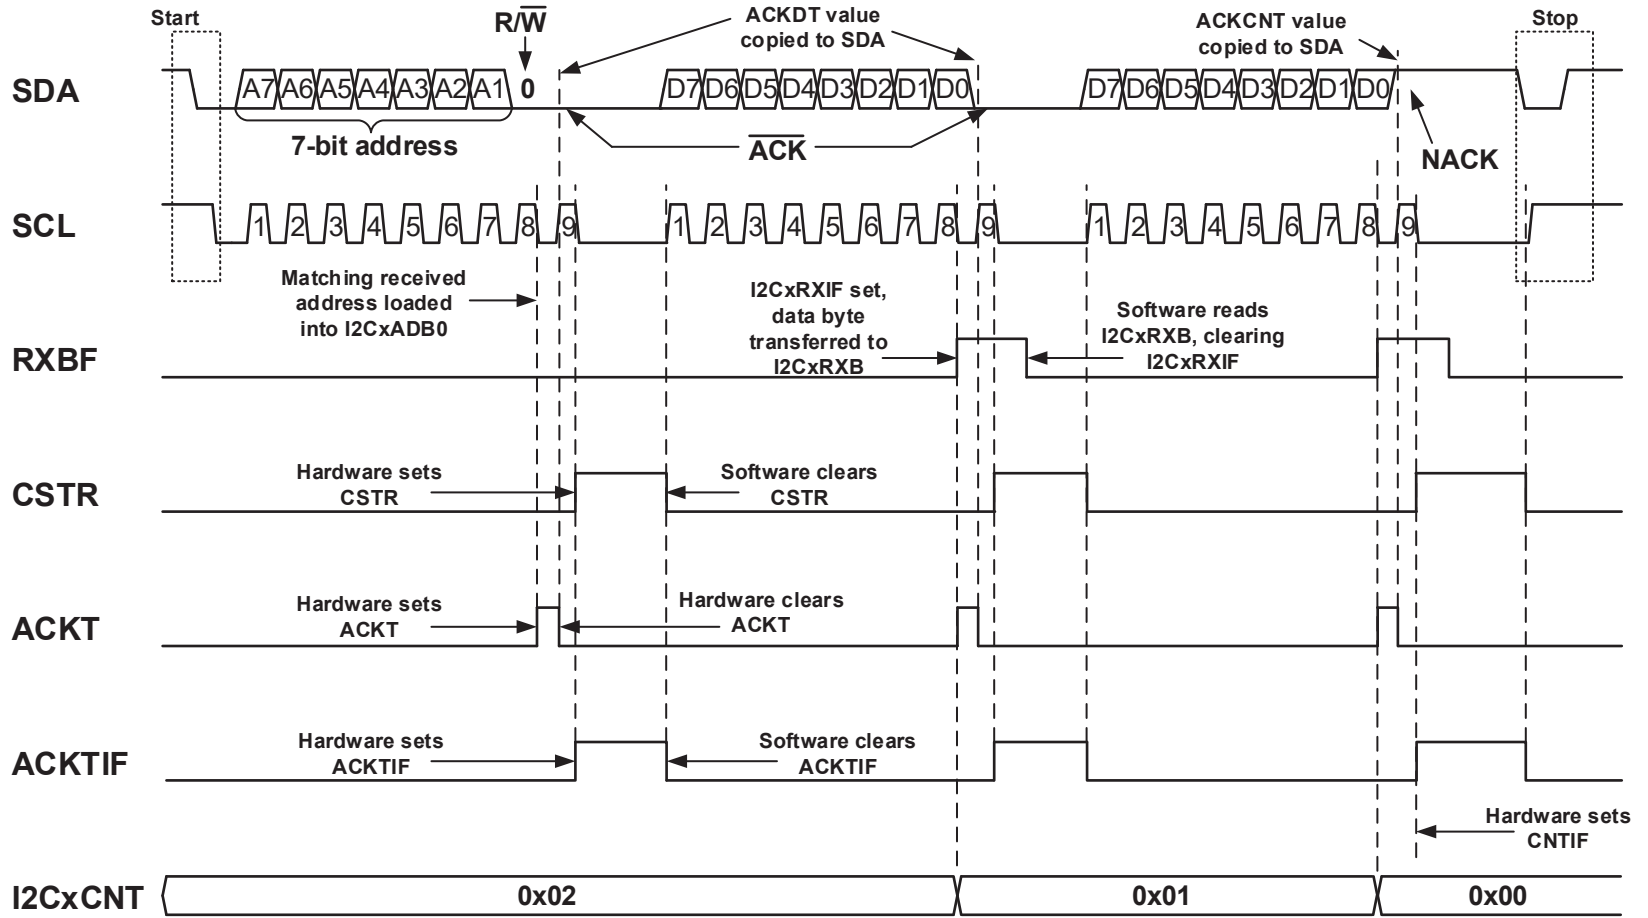 Start
R/W
ACKDT value
copied to SDA
ACKCNT value
copied to SDA
Stop
SDA
A7 A6 A5 A4 A3 A2 A1 0
D7 D6 D5 D4 D3 D2 D1 D0
D7 D6 D5 D4 D3 D2 D1 D0
7-bit address
ACK
NACK
SCL
1 2 3 4 5 6 7 8 9
1 2 3 4 5 6 7 8 9
1 2 3 4 5 6 7 8 9
Matching received
address loaded
into I2CxADB0
I2CxRXIF set,
data byte
transferred to
I2CxRXB
Software reads
I2CxRXB, clearing
I2CxRXIF
RXBF
Hardware sets
CSTR
Software clears
CSTR
CSTR
Hardware sets
ACKT
Hardware clears
ACKT
ACKT
Hardware sets
ACKTIF
Software clears
ACKTIF
ACKTIF
Hardware sets
CNTIF
I2CxCNT
0x02
0x01
0x00